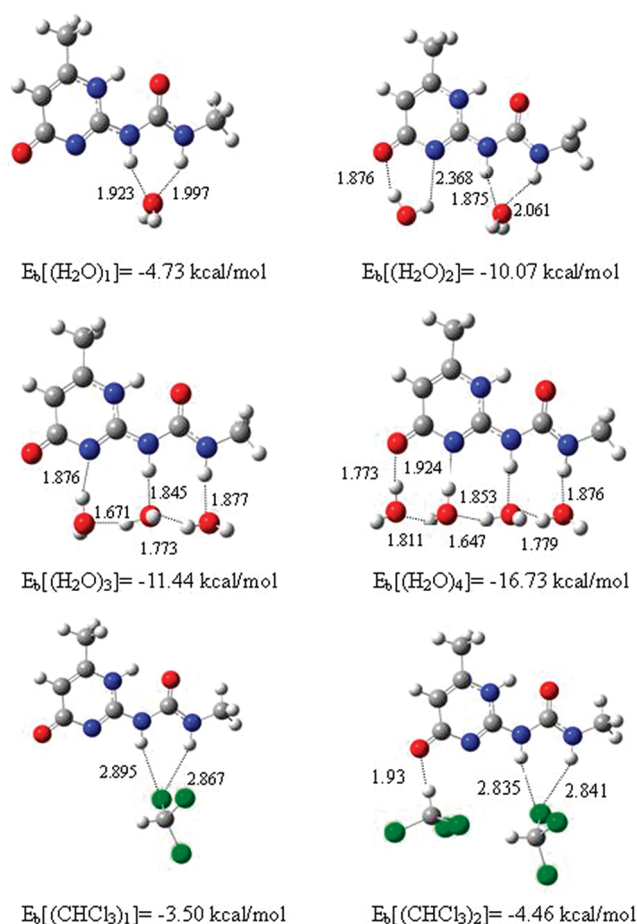 1.923 1.997
1.876 2.368 1.875 2.061
Eb[(H2O)1]= -4.73 kcal/mol
Eb[(H2O)2]= -10.07 kcal/mol
1.876 1.671 1.845 1.877 1.773
1.773 1.924 1.853 1.876
1.811 1.647 1.779
Eb[(H2O)3]= -11.44 kcal/mol
Eb[(H2O)4]= -16.73 kcal/mol
2.895 2.867
1.93 2.835 2.841
Eb[(CHCl3)1]= -3.50 kcal/mol
Eb[(CHCl3)2]= -4.46 kcal/mol